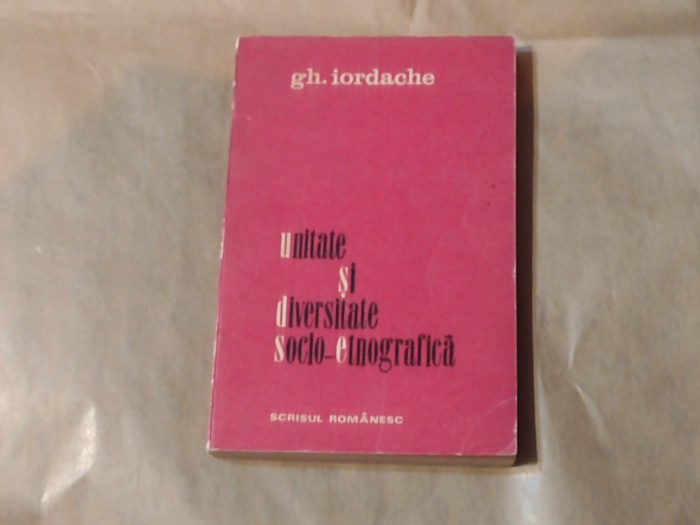 gh. iordache
unitate
și
diversitate
socio-etnografică
SCRISUL ROMÂNESC